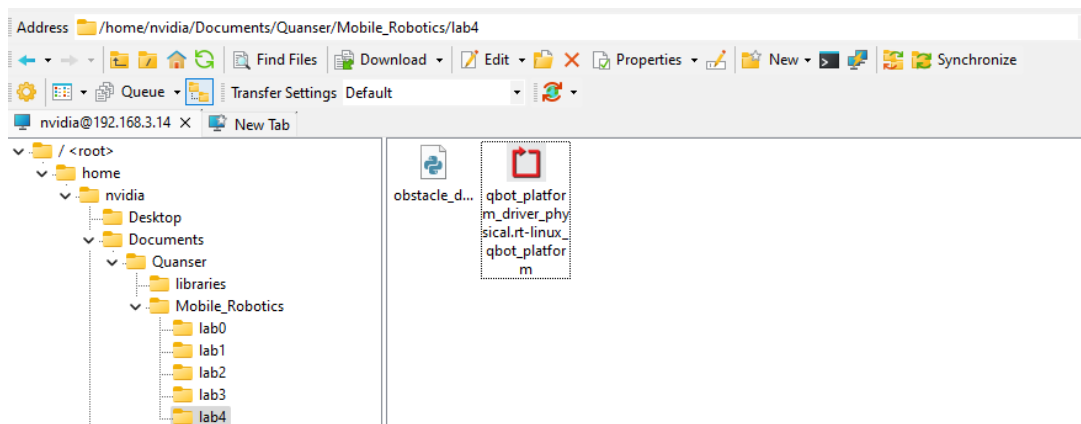 Address /home/nvidia/Documents/Quanser/Mobile_Robotics/lab4
Find Files Download Edit Properties New Synchronize
Queue Transfer Settings Default
nvidia@192.168.3.14 New Tab
/ <root>
home
nvidia
Desktop
Documents
Quanser
libraries
Mobile_Robotics
lab0
lab1
lab2
lab3
lab4
obstacle_d...
qbot_platfor
m_driver_phy
sical.rt-linux_
qbot_platfor
m